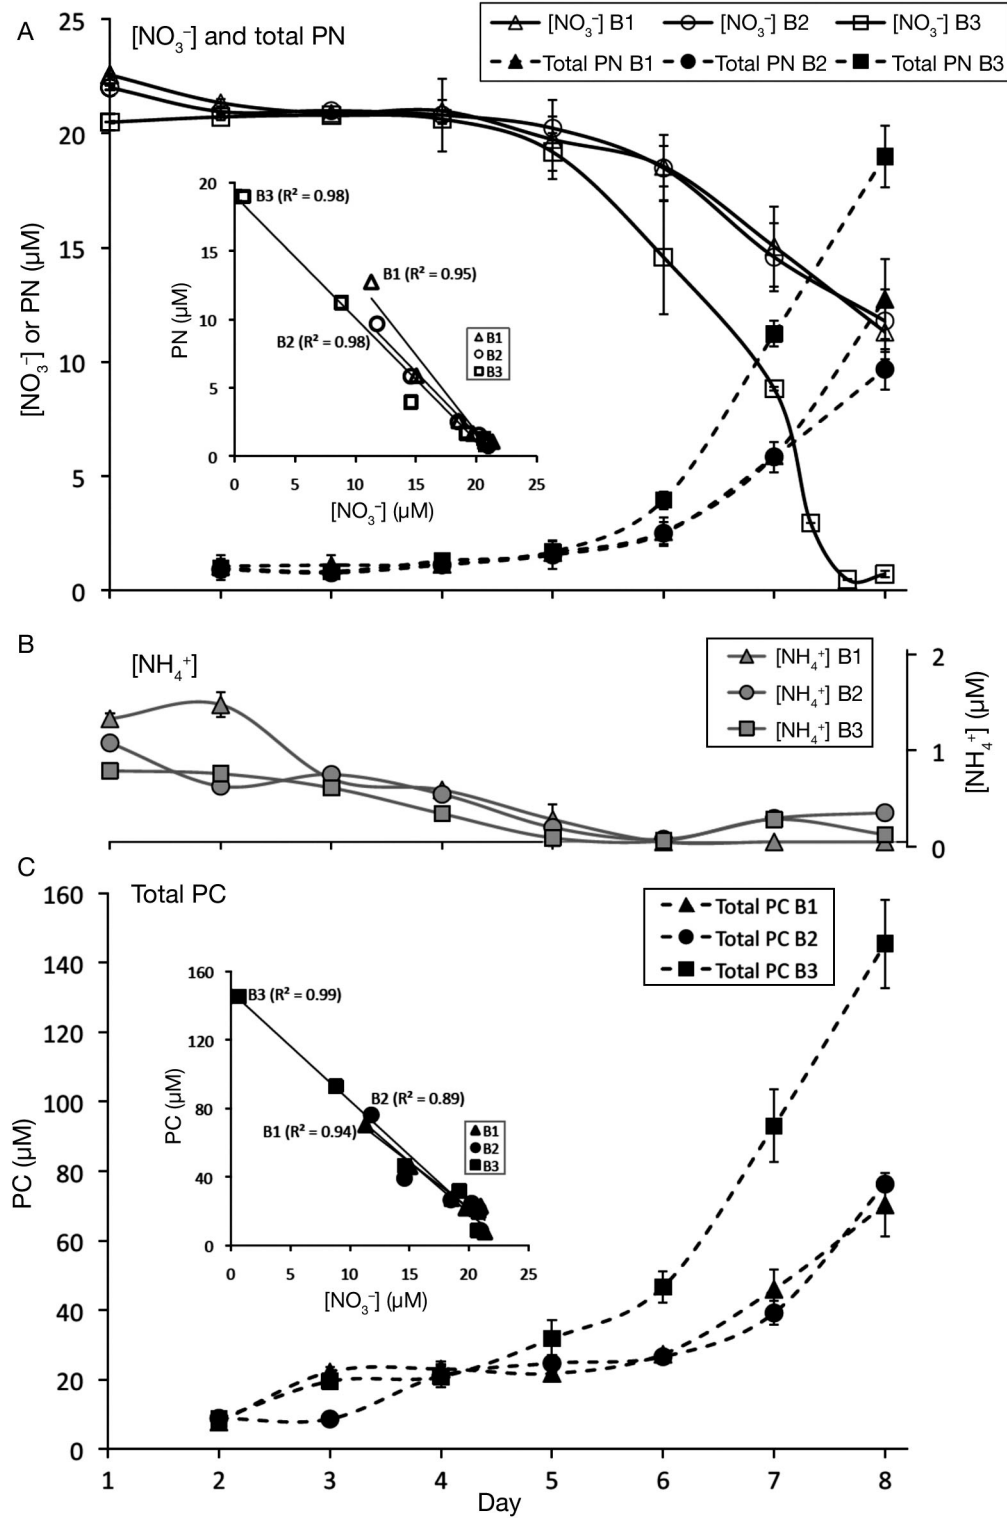 A
[NO₃⁻] and total PN
[NO₃⁻] B1
[NO₃⁻] B2
[NO₃⁻] B3
Total PN B1
Total PN B2
Total PN B3
25
20
15
10
5
0
[NO₃⁻] or PN (µM)
20
15
10
5
0
PN (µM)
B3 (R² = 0.98)
B1 (R² = 0.95)
B2 (R² = 0.98)
B1
B2
B3
0 5 10 15 20 25
[NO₃⁻] (µM)
B
[NH₄⁺]
[NH₄⁺] B1
[NH₄⁺] B2
[NH₄⁺] B3
2
1
0
[NH₄⁺] (µM)
C
Total PC
Total PC B1
Total PC B2
Total PC B3
160
140
120
100
80
60
40
20
0
PC (µM)
160
120
80
40
0
PC (µM)
B3 (R² = 0.99)
B2 (R² = 0.89)
B1 (R² = 0.94)
B1
B2
B3
0 5 10 15 20 25
[NO₃⁻] (µM)
1 2 3 4 5 6 7 8
Day